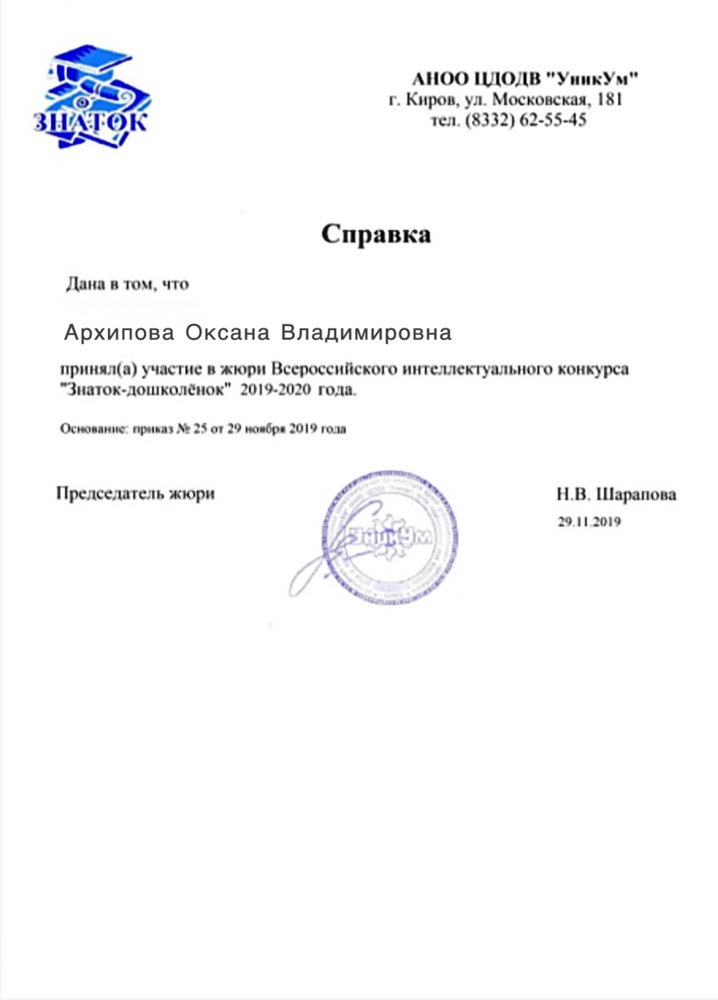 ЗНАТОК
АНОО ЦДОДВ "УникУм"
г. Киров, ул. Московская, 181
тел. (8332) 62-55-45
Справка
Дана в том, что
Архипова Оксана Владимировна
принял(а) участие в жюри Всероссийского интеллектуального конкурса
"Знаток-дошколёнок" 2019-2020 года.
Основание: приказ № 25 от 29 ноября 2019 года
Председатель жюри
Н.В. Шарапова
29.11.2019
УникУм